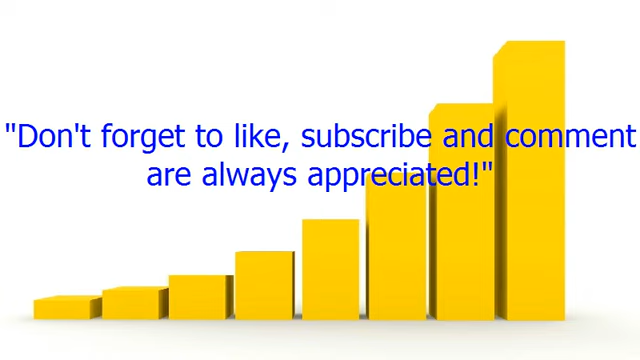 "Don't forget to like, subscribe and comment
are always appreciated!"